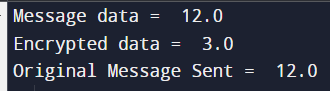 Message data =  12.0
Encrypted data =  3.0
Original Message Sent =  12.0